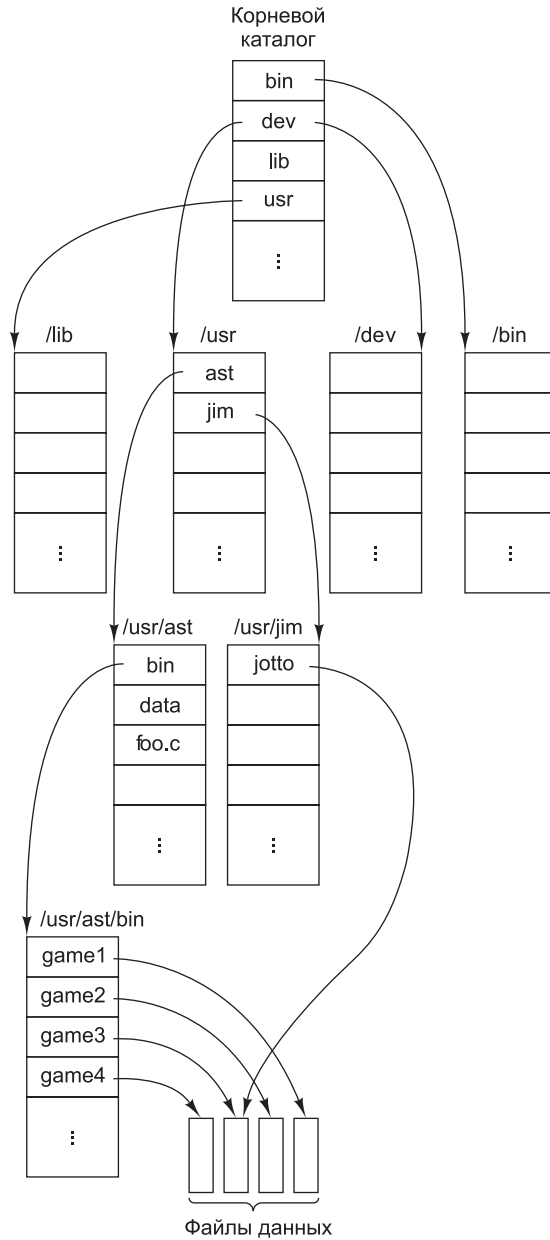 Корневой
каталог
bin
dev
lib
usr
...
/lib
/usr
/dev
/bin
ast
jim
...
...
...
...
/usr/ast
/usr/jim
bin
data
foo.c
...
jotto
...
/usr/ast/bin
game1
game2
game3
game4
...
Файлы данных